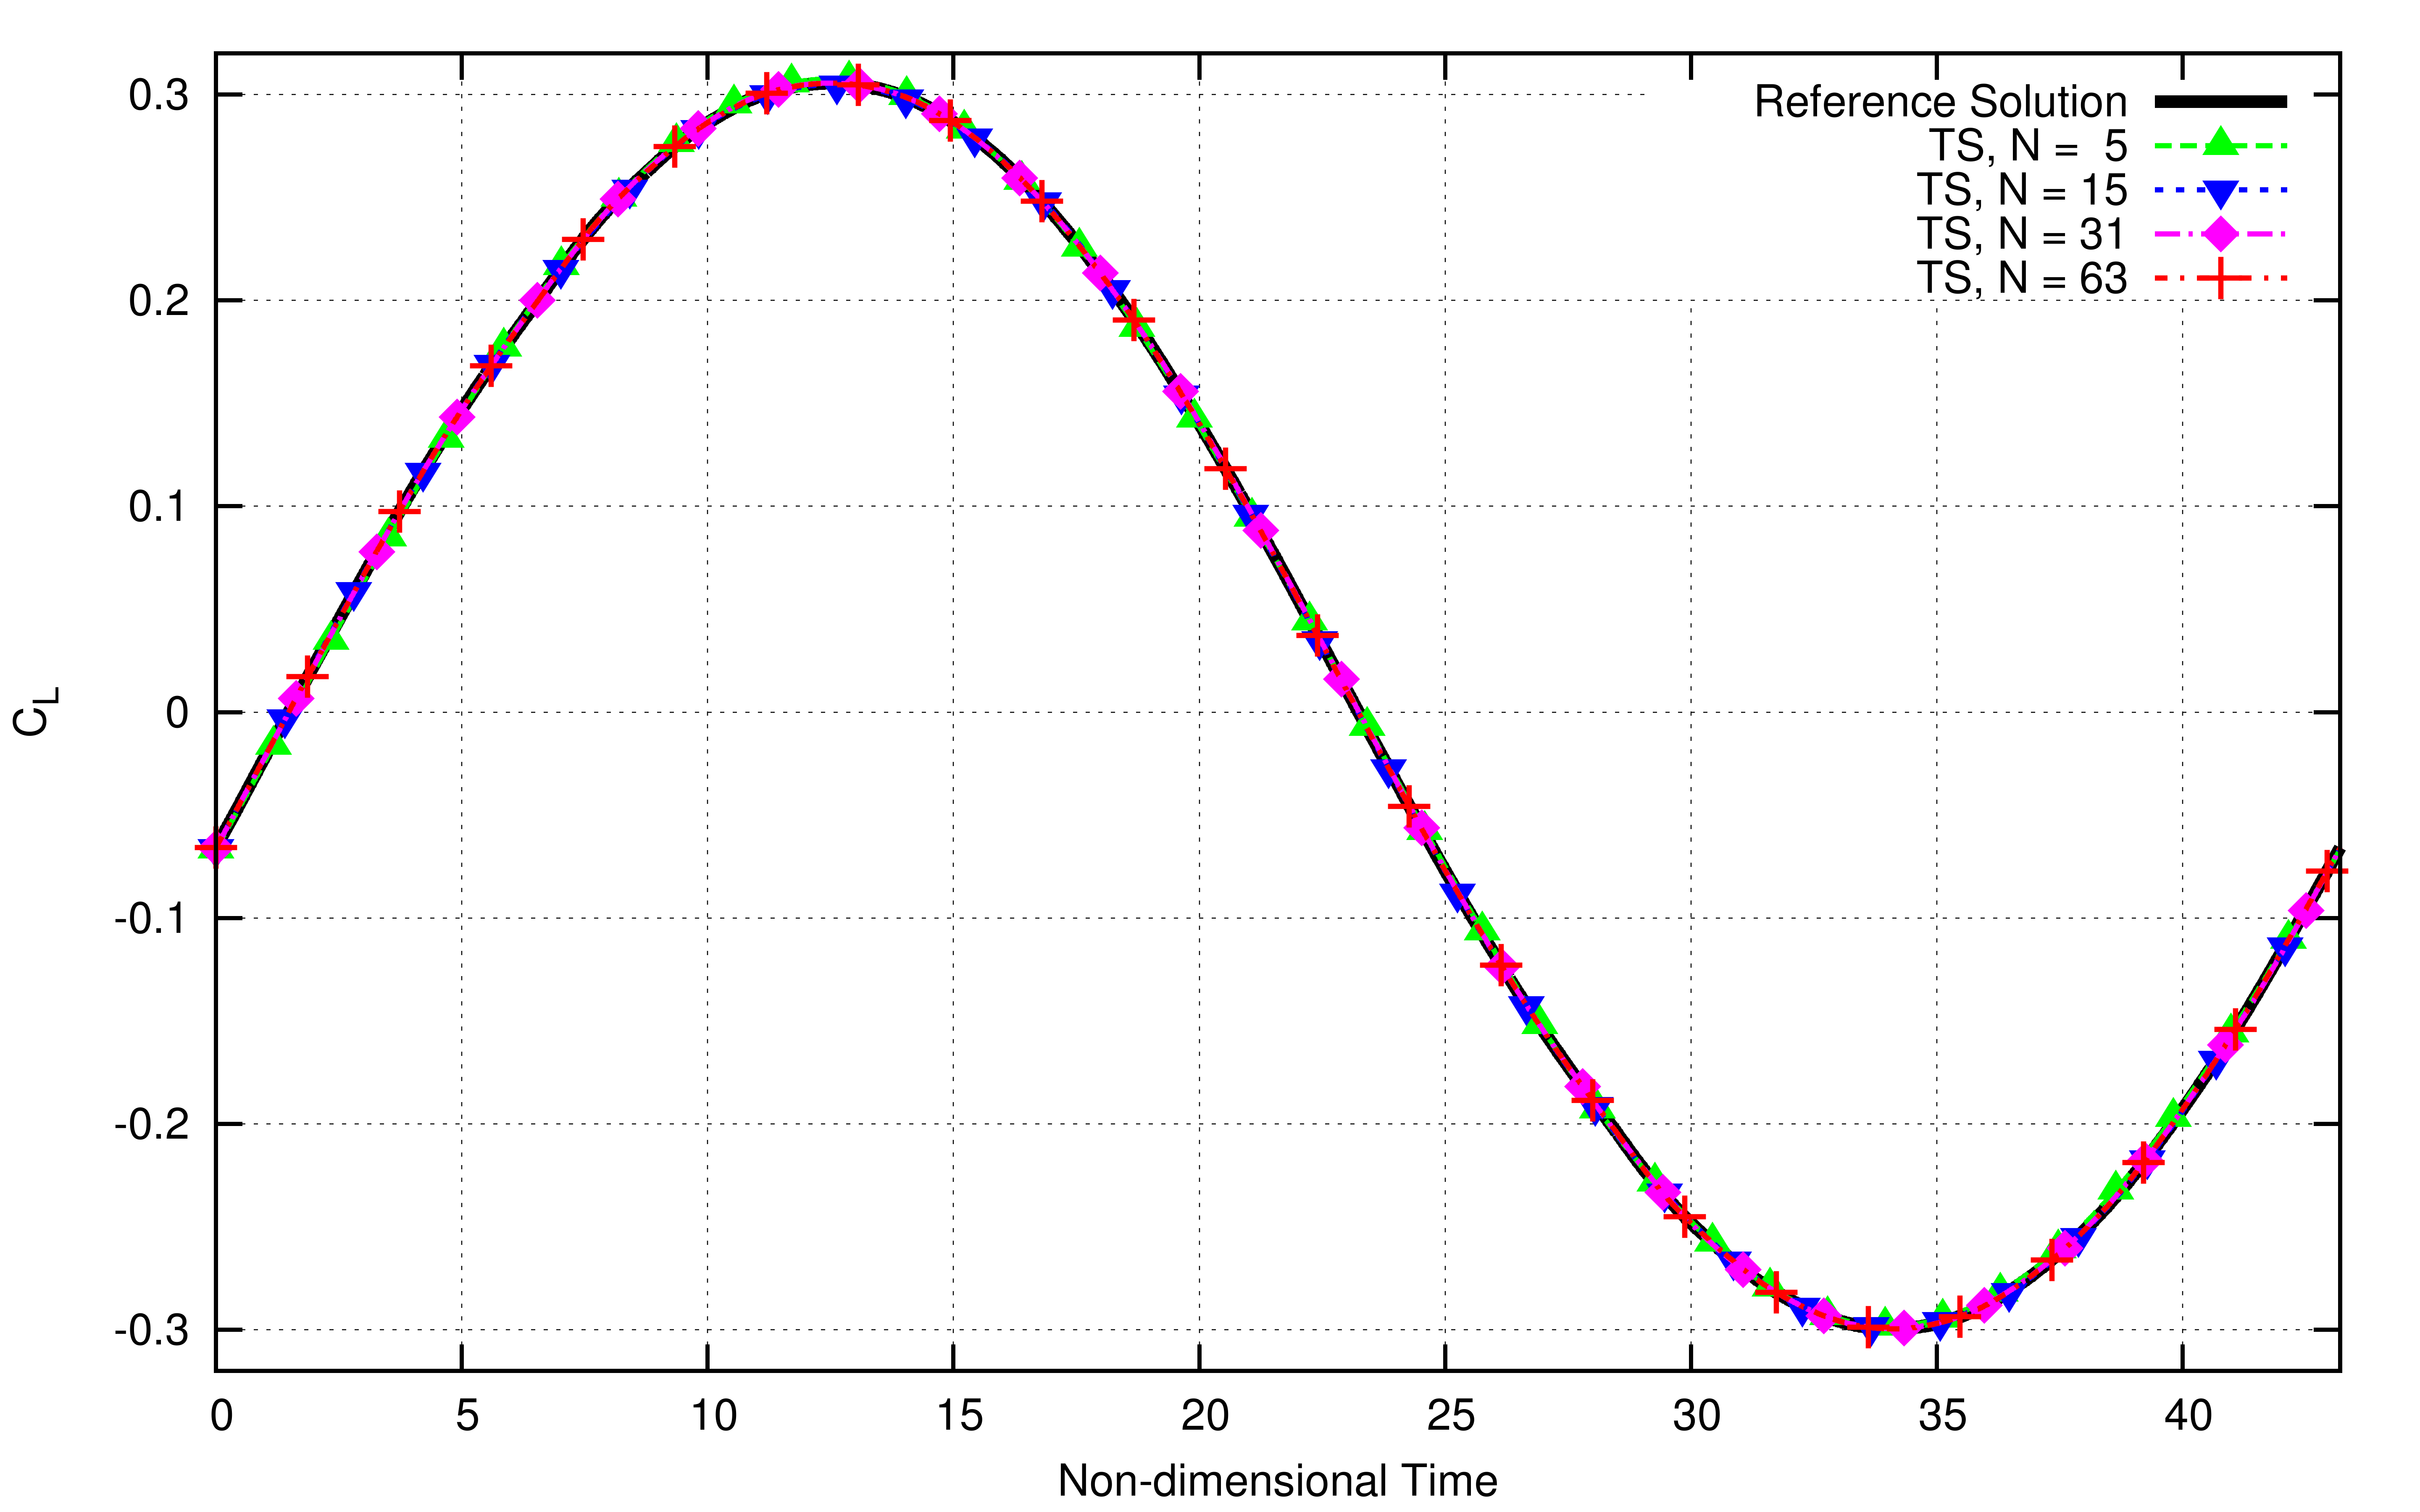 Reference Solution
TS, N = 5
TS, N = 15
TS, N = 31
TS, N = 63
0.3
0.2
0.1
0
-0.1
-0.2
-0.3
C_L
0 5 10 15 20 25 30 35 40
Non-dimensional Time